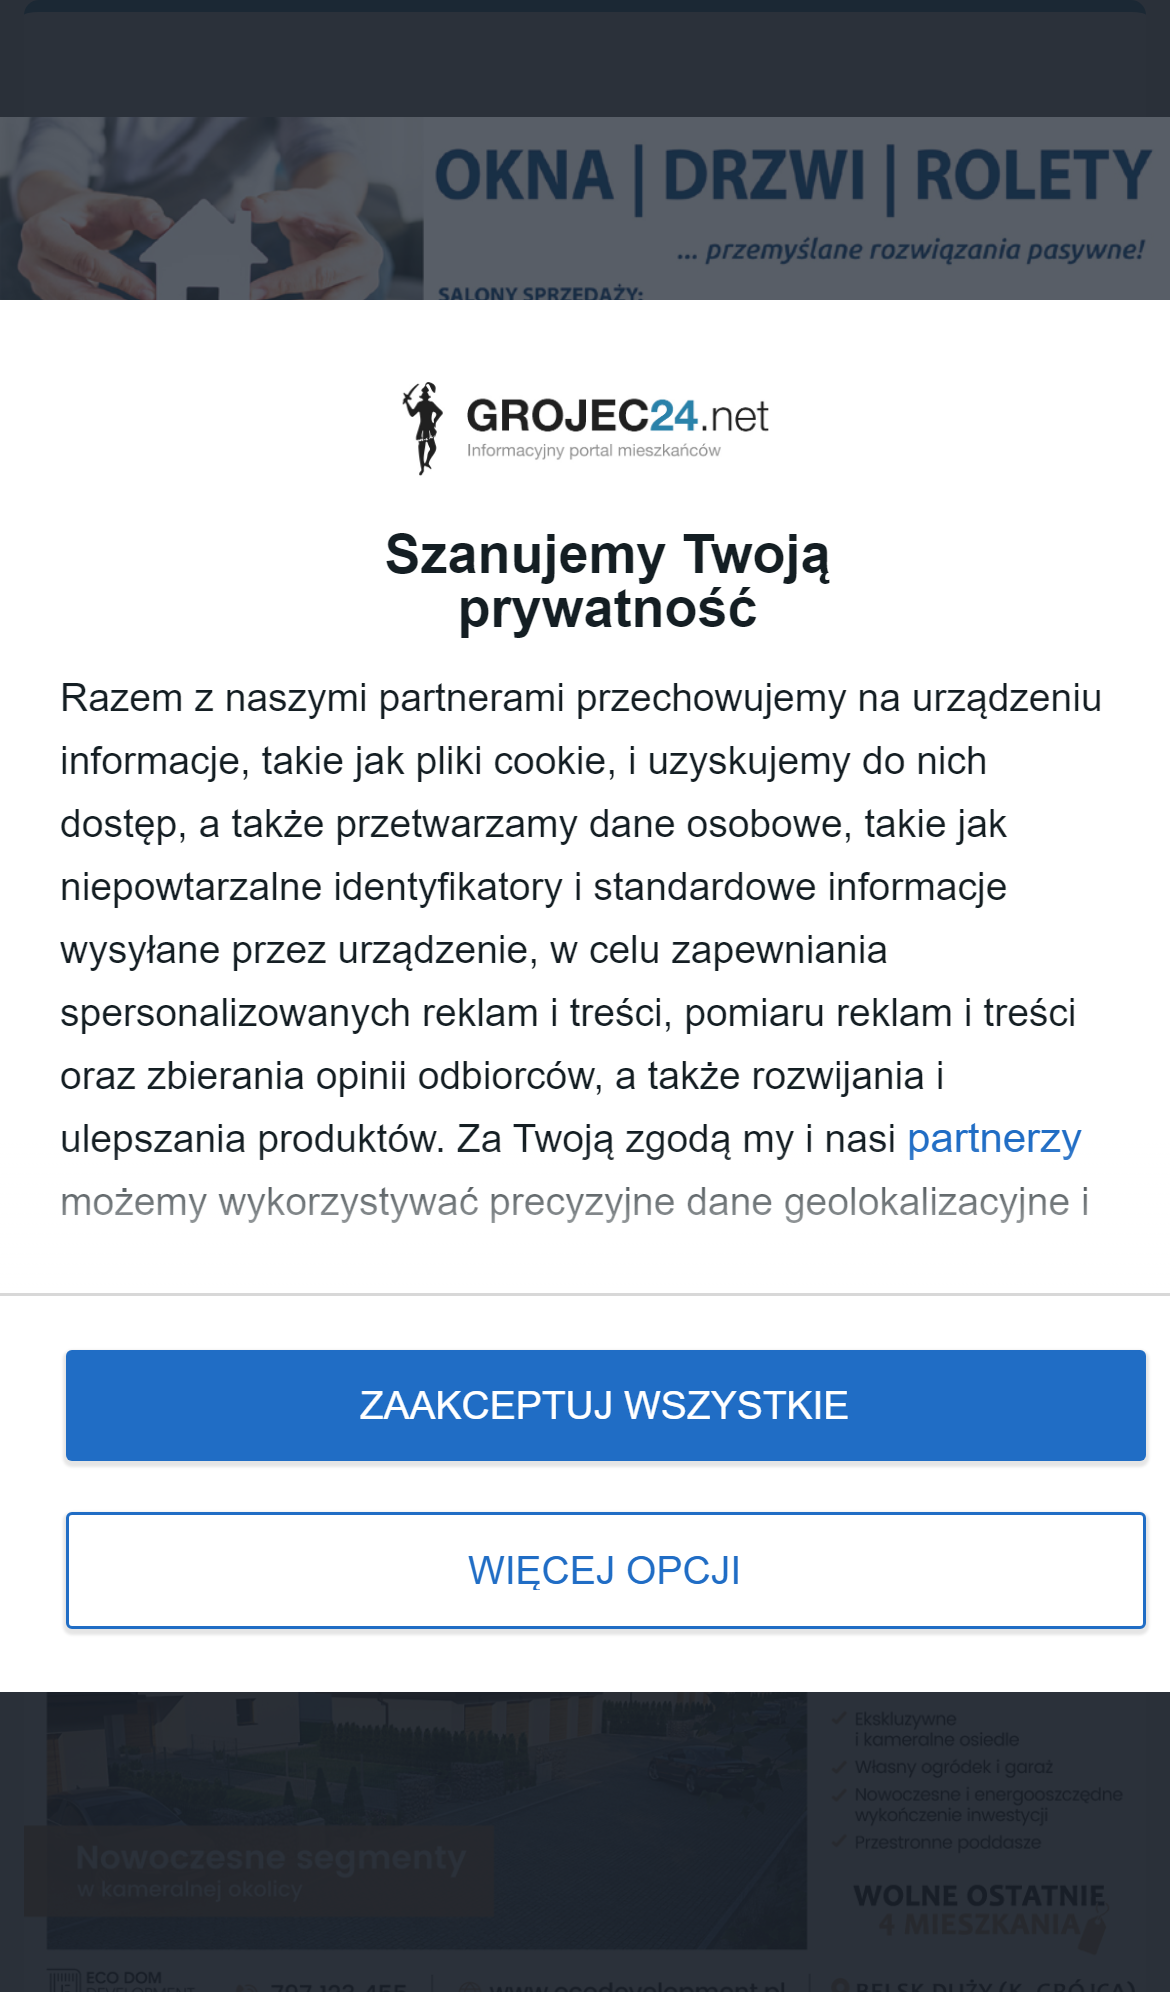 OKNA | DRZWI | ROLETY
... przemyślane rozwiązania pasywne!
SALONY SPRZEDAŻY:
GROJEC24.net
Informacyjny portal mieszkańców
Szanujemy Twoją
prywatność
Razem z naszymi partnerami przechowujemy na urządzeniu
informacje, takie jak pliki cookie, i uzyskujemy do nich
dostęp, a także przetwarzamy dane osobowe, takie jak
niepowtarzalne identyfikatory i standardowe informacje
wysyłane przez urządzenie, w celu zapewniania
spersonalizowanych reklam i treści, pomiaru reklam i treści
oraz zbierania opinii odbiorców, a także rozwijania i
ulepszania produktów. Za Twoją zgodą my i nasi partnerzy
możemy wykorzystywać precyzyjne dane geolokalizacyjne i
ZAAKCEPTUJ WSZYSTKIE
WIĘCEJ OPCJI
Ekskluzywne
i kameralne osiedle
Własny ogródek i garaż
Nowoczesne i energooszczędne
wykończenie inwestycji
Przestronne poddasze
Nowoczesne segmenty
w kameralnej okolicy
WOLNE OSTATNIE
4 MIESZKANIA
ECO DOM
DEVELOPMENT
797 123 455
www.ecodevelopment.pl
BELSK DUŻY (K. GRÓJCA)